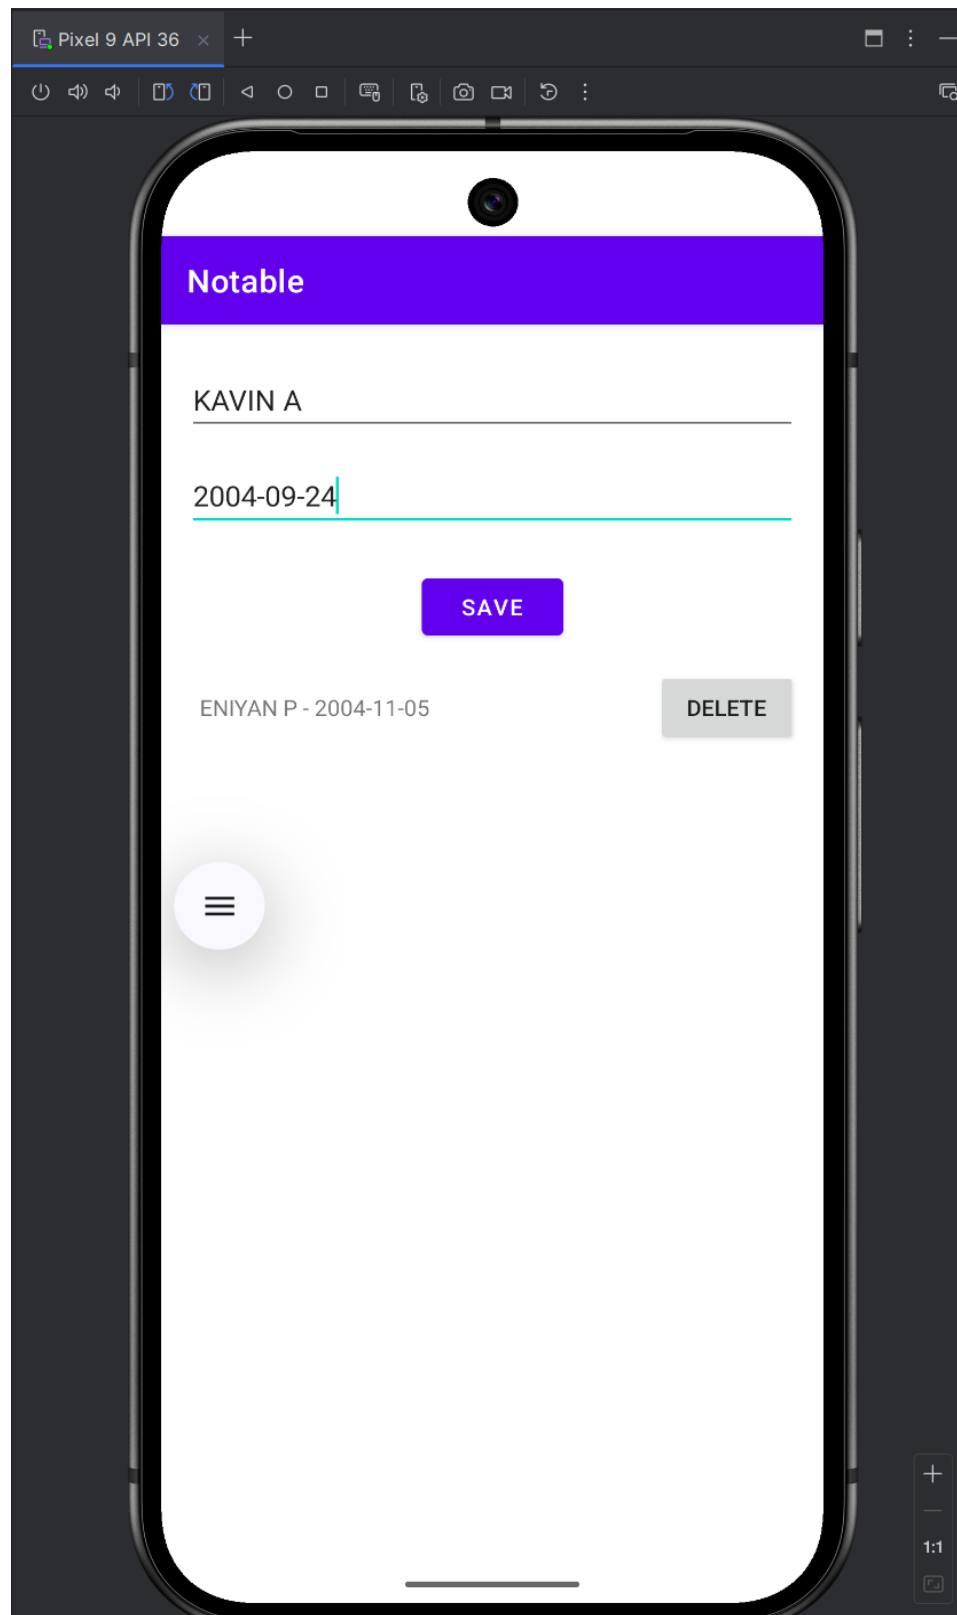 Pixel 9 API 36
Notable
KAVIN A
2004-09-24
SAVE
ENIYAN P - 2004-11-05
DELETE
1:1